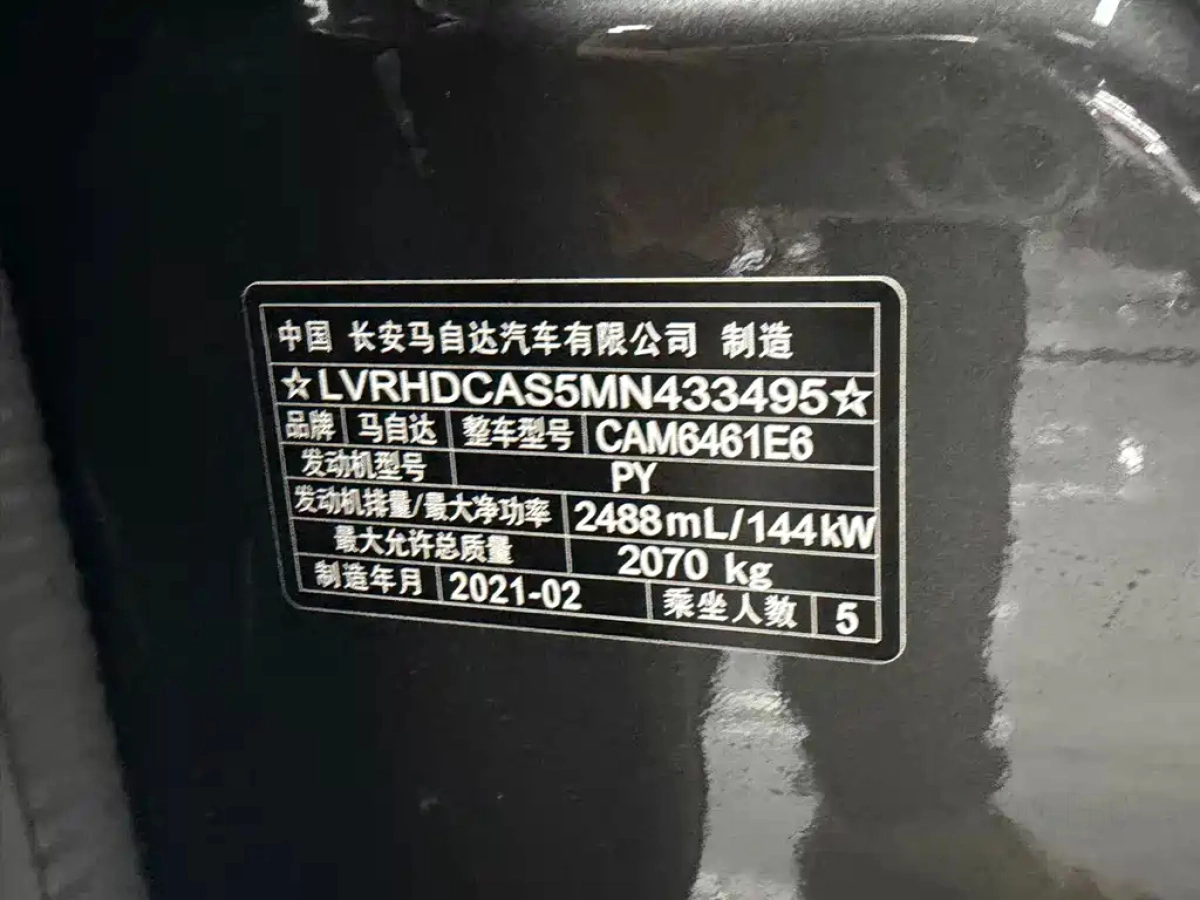 中国 长安马自达汽车有限公司 制造
☆LVRHDCAS5MN433495☆
品牌 马自达 整车型号 CAM6461E6
发动机型号 PY
发动机排量/最大净功率 2488mL/144kW
最大允许总质量 2070 kg
制造年月 2021-02 乘坐人数 5